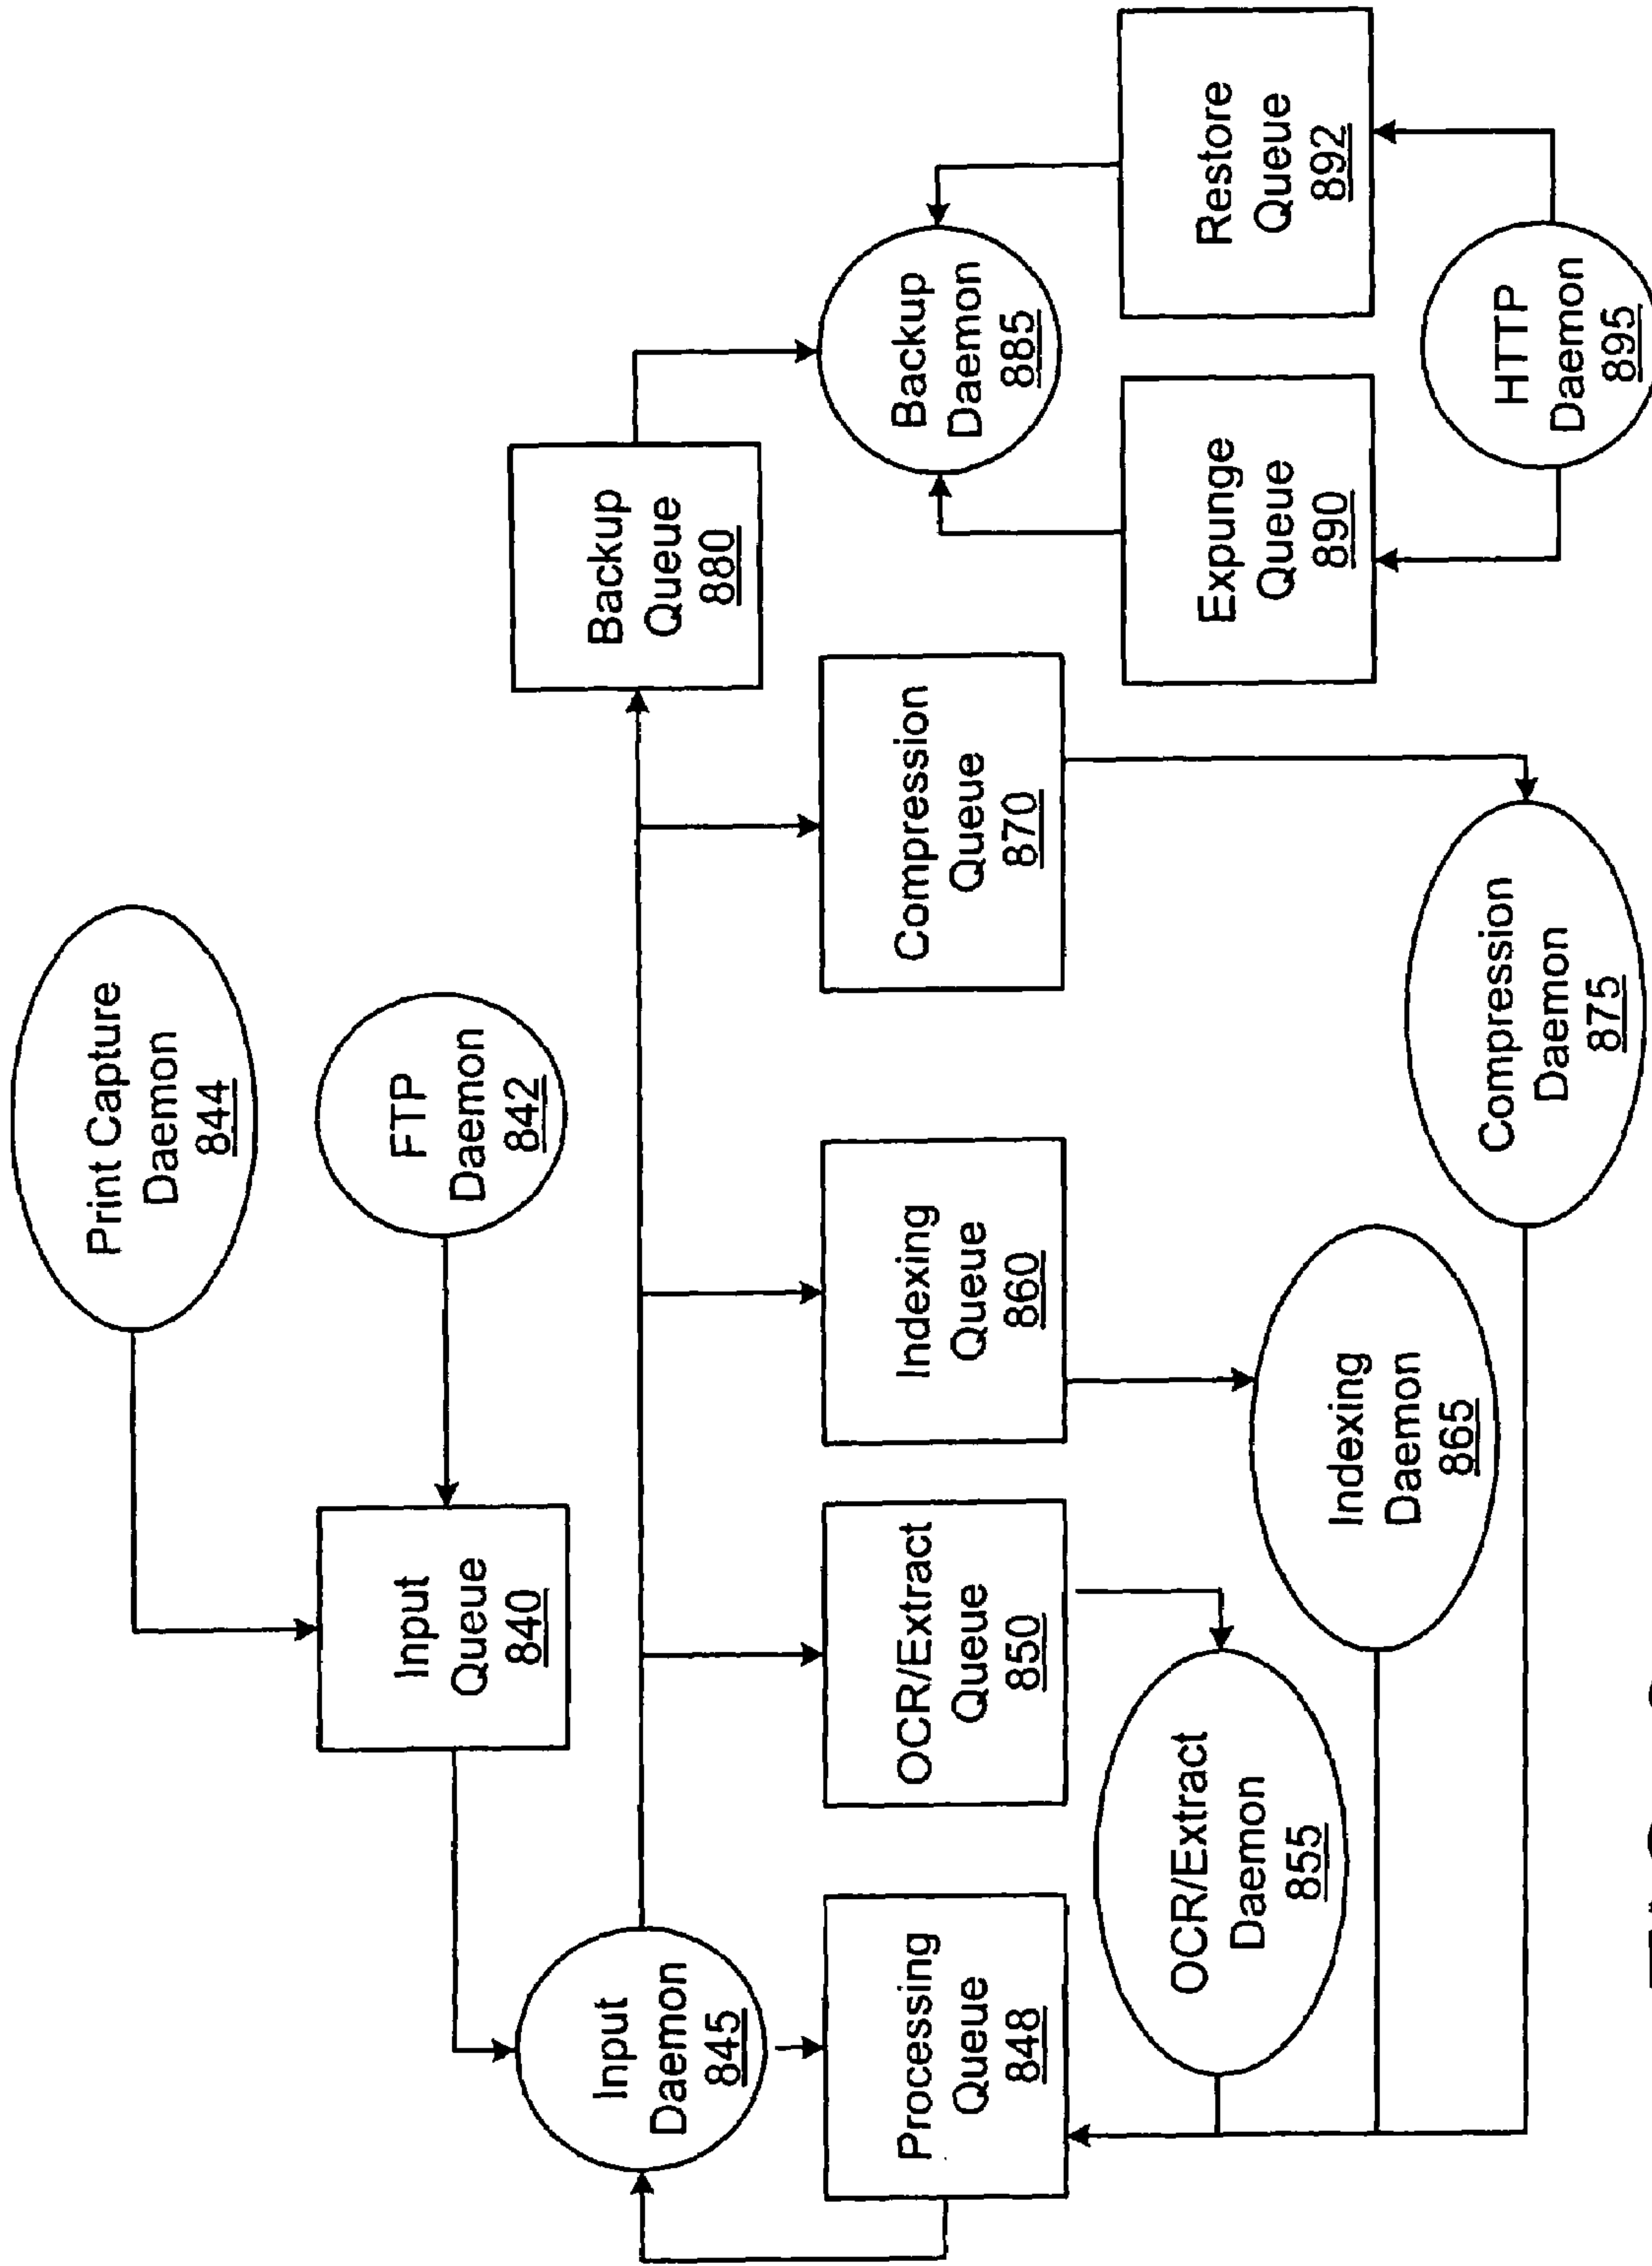 Print Capture
Daemon
844
FTP
Daemon
842
Input
Queue
840
Input
Daemon
845
Backup
Queue
880
Processing
Queue
848
OCR/Extract
Queue
850
Indexing
Queue
860
Compression
Queue
870
Backup
Daemon
885
OCR/Extract
Daemon
855
Indexing
Daemon
865
Compression
Daemon
875
Expunge
Queue
890
Restore
Queue
892
HTTP
Daemon
895